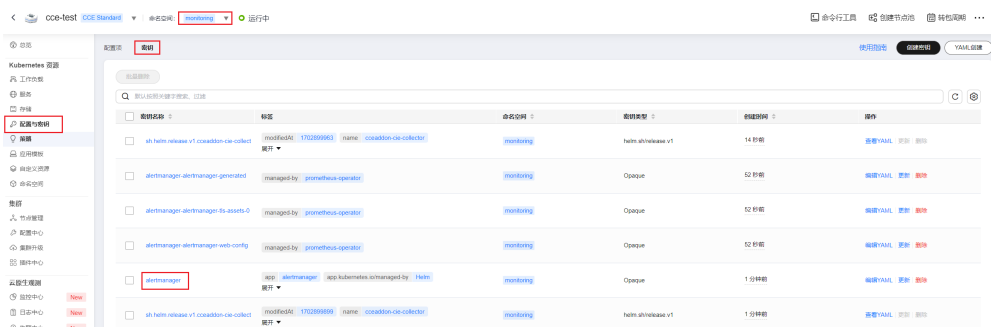 cce-test CCE Standard 命名空间: monitoring 运行中 命令行工具 创建节点池 转包周期 ...
总览
配置项 密钥 使用指南 创建密钥 YAML创建
Kubernetes 资源
批量删除
工作负载
服务
默认按照关键字搜索、过滤
存储
密钥名称 标签 命名空间 密钥类型 创建时间 操作
配置与密钥
策略
sh.helm.release.v1.cceaddon-cie-collect modifiedAt 1702899963 name cceaddon-cie-collector monitoring helm.sh/release.v1 14 秒前 查看YAML 更新 删除
展开
应用模板
自定义资源
alertmanager-alertmanager-generated managed-by prometheus-operator monitoring Opaque 52 秒前 编辑YAML 更新 删除
命名空间
集群
alertmanager-alertmanager-tls-assets-0 managed-by prometheus-operator monitoring Opaque 52 秒前 编辑YAML 更新 删除
节点管理
配置中心
集群升级
alertmanager-alertmanager-web-config managed-by prometheus-operator monitoring Opaque 52 秒前 编辑YAML 更新 删除
插件中心
云原生观测
alertmanager app alertmanager app.kubernetes.io/managed-by Helm monitoring Opaque 1 分钟前 编辑YAML 更新 删除
展开
监控中心 New
日志中心 New
sh.helm.release.v1.cceaddon-cie-collect modifiedAt 1702899899 name cceaddon-cie-collector monitoring helm.sh/release.v1 1 分钟前 查看YAML 更新 删除
展开